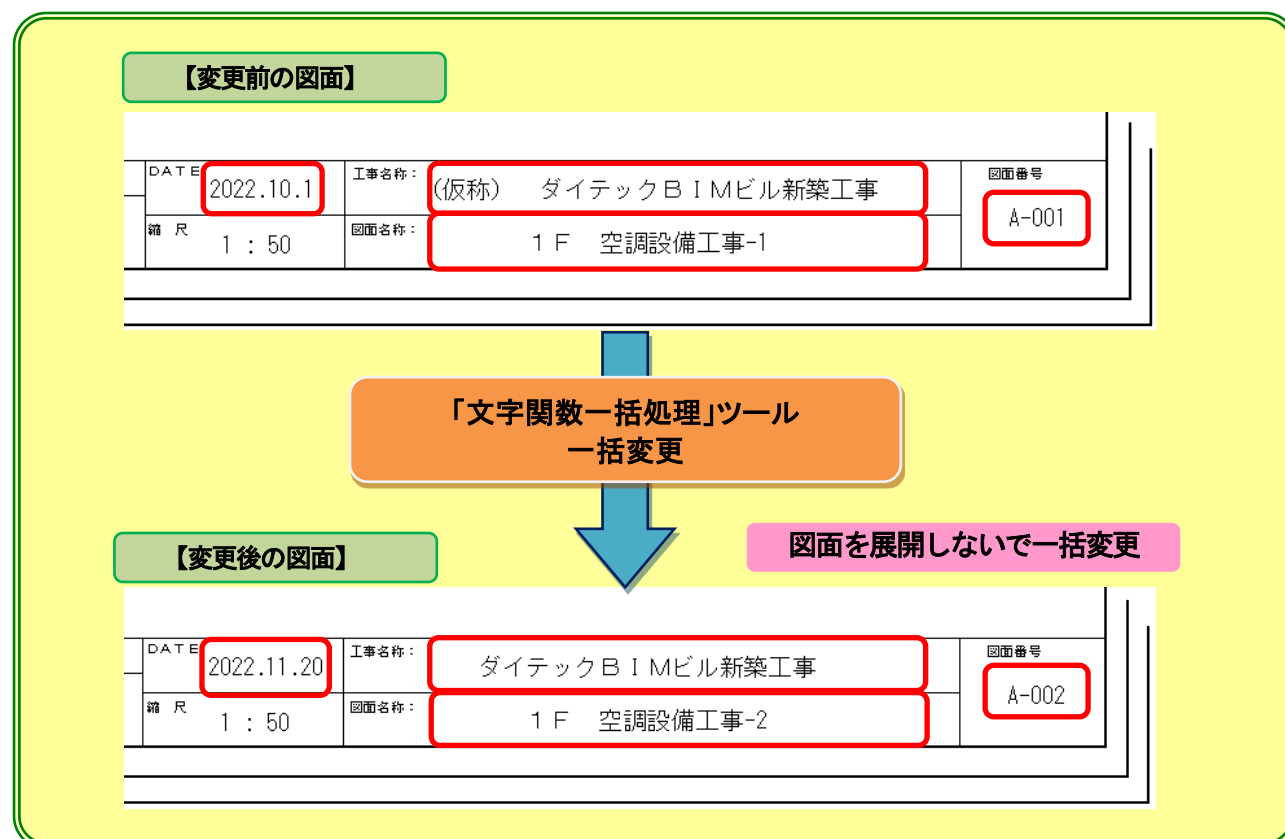 【変更前の図面】
DATE 2022.10.1 工事名称： (仮称)　ダイテックＢＩＭビル新築工事 図面番号
縮 尺 1 : 50 図面名称： １Ｆ　空調設備工事-1 A-001
「文字関数一括処理」ツール
一括変更
【変更後の図面】
図面を展開しないで一括変更
DATE 2022.11.20 工事名称： ダイテックＢＩＭビル新築工事 図面番号
縮 尺 1 : 50 図面名称： １Ｆ　空調設備工事-2 A-002